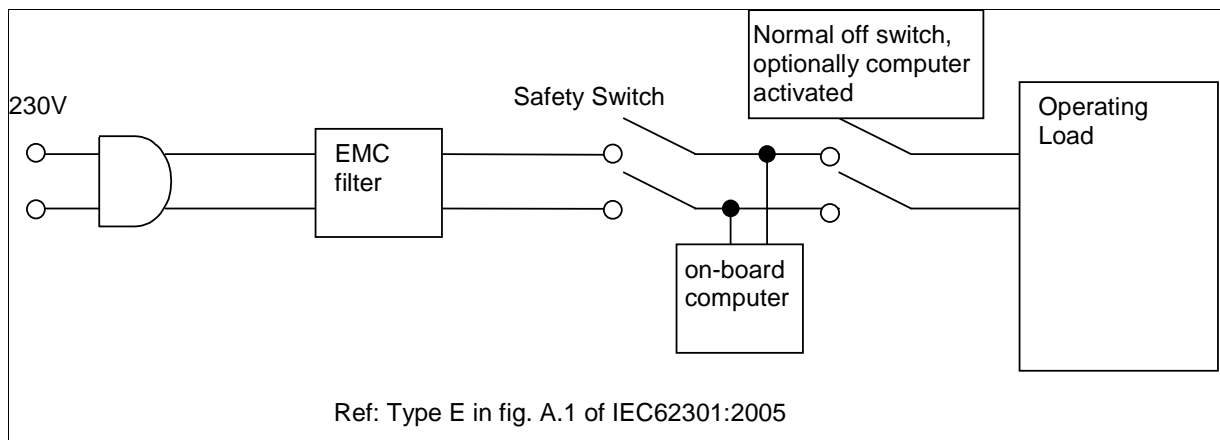 230V
EMC
filter
Safety Switch
Normal off switch,
optionally computer
activated
on-board
computer
Operating
Load
Ref: Type E in fig. A.1 of IEC62301:2005